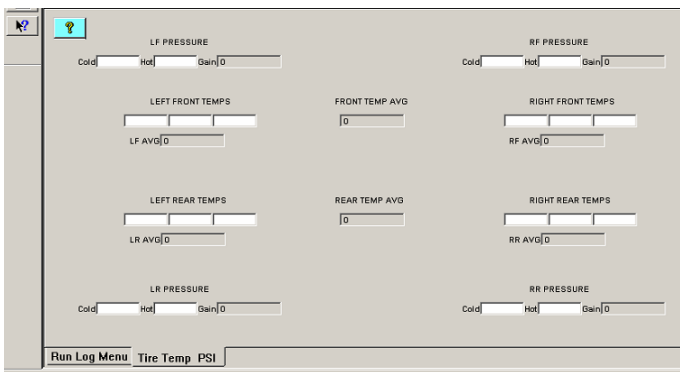 ?
?
LF PRESSURE RF PRESSURE
Cold Hot Gain 0 Cold Hot Gain 0
LEFT FRONT TEMPS FRONT TEMP AVG RIGHT FRONT TEMPS
0
LF AVG 0 RF AVG 0
LEFT REAR TEMPS REAR TEMP AVG RIGHT REAR TEMPS
0
LR AVG 0 RR AVG 0
LR PRESSURE RR PRESSURE
Cold Hot Gain 0 Cold Hot Gain 0
Run Log Menu Tire Temp PSI